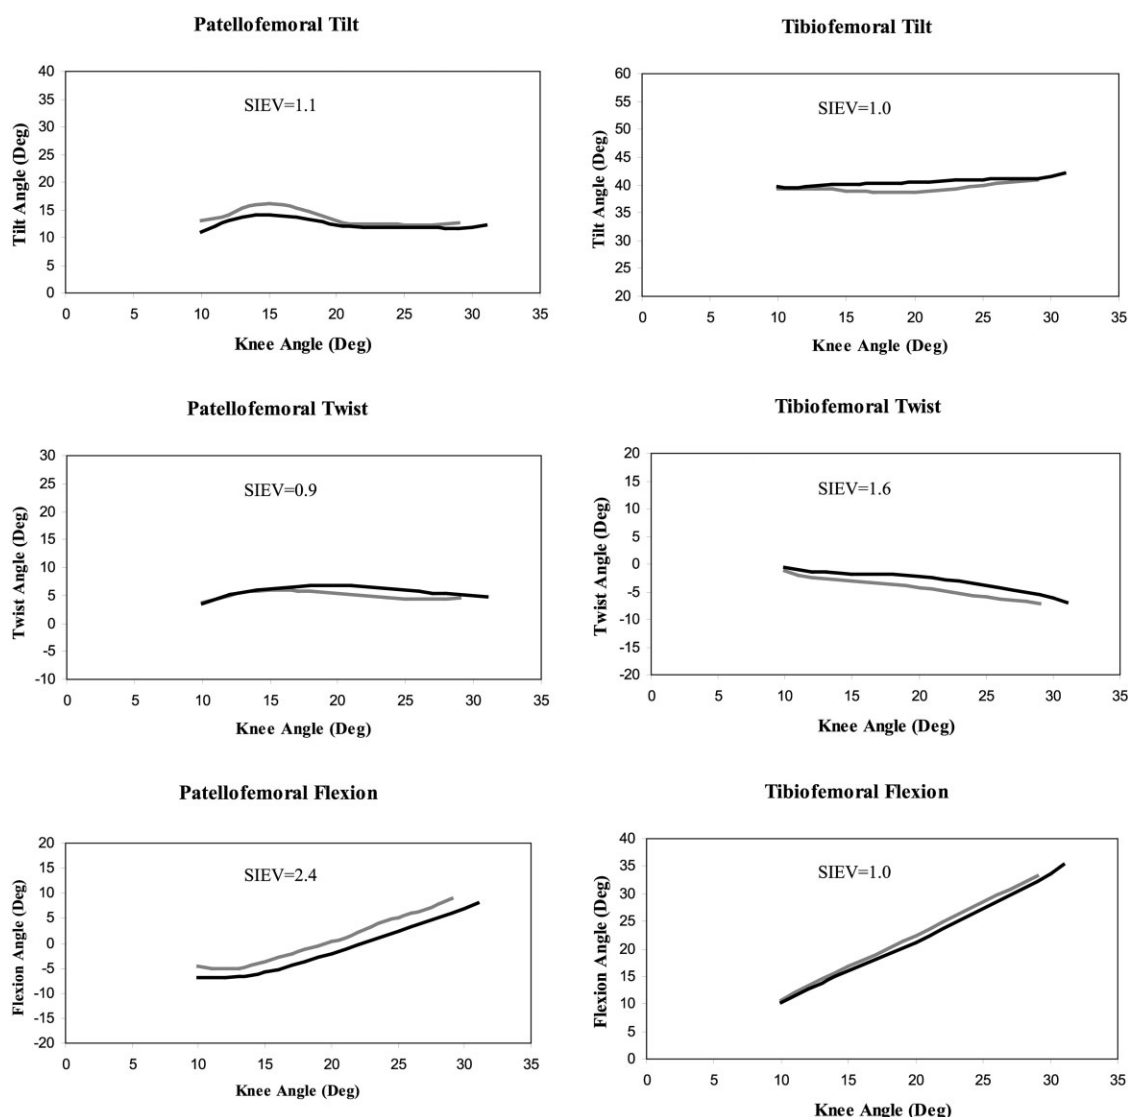 Patellofemoral Tilt
40
35
30
25
20
15
10
5
0
Tilt Angle (Deg)
SIEV=1.1
0 5 10 15 20 25 30 35
Knee Angle (Deg)
Tibiofemoral Tilt
60
55
50
45
40
35
30
25
20
Tilt Angle (Deg)
SIEV=1.0
0 5 10 15 20 25 30 35
Knee Angle (Deg)
Patellofemoral Twist
30
25
20
15
10
5
0
-5
-10
Twist Angle (Deg)
SIEV=0.9
0 5 10 15 20 25 30 35
Knee Angle (Deg)
Tibiofemoral Twist
20
15
10
5
0
-5
-10
-15
-20
Twist Angle (Deg)
SIEV=1.6
0 5 10 15 20 25 30 35
Knee Angle (Deg)
Patellofemoral Flexion
20
15
10
5
0
-5
-10
-15
-20
Flexion Angle (Deg)
SIEV=2.4
0 5 10 15 20 25 30 35
Knee Angle (Deg)
Tibiofemoral Flexion
40
35
30
25
20
15
10
5
0
Flexion Angle (Deg)
SIEV=1.0
0 5 10 15 20 25 30 35
Knee Angle (Deg)